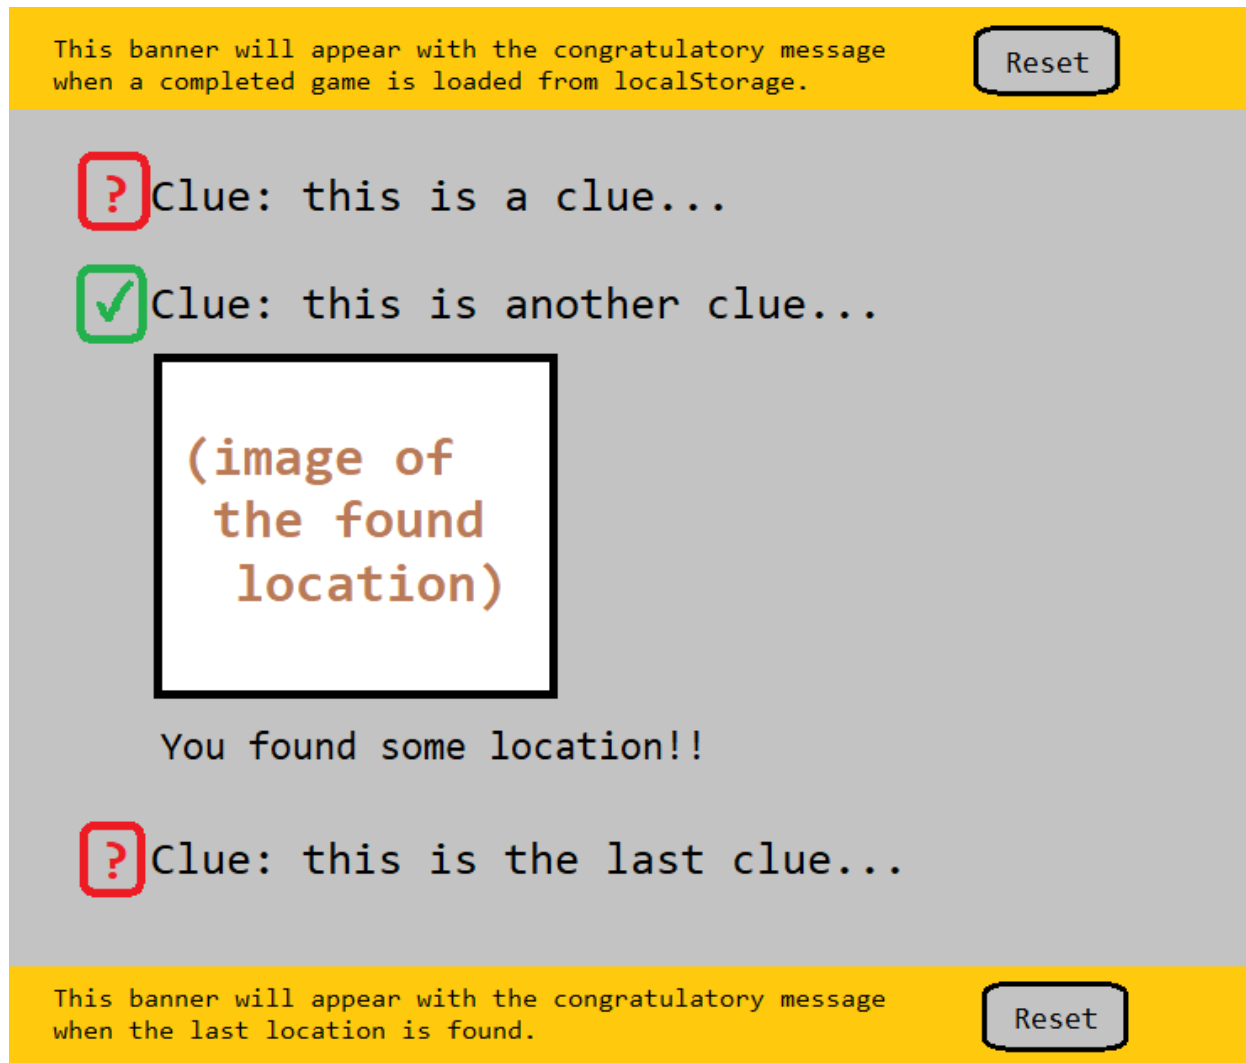 This banner will appear with the congratulatory message
when a completed game is loaded from localStorage.
Reset
? Clue: this is a clue...
✓ Clue: this is another clue...
(image of
the found
location)
You found some location!!
? Clue: this is the last clue...
This banner will appear with the congratulatory message
when the last location is found.
Reset